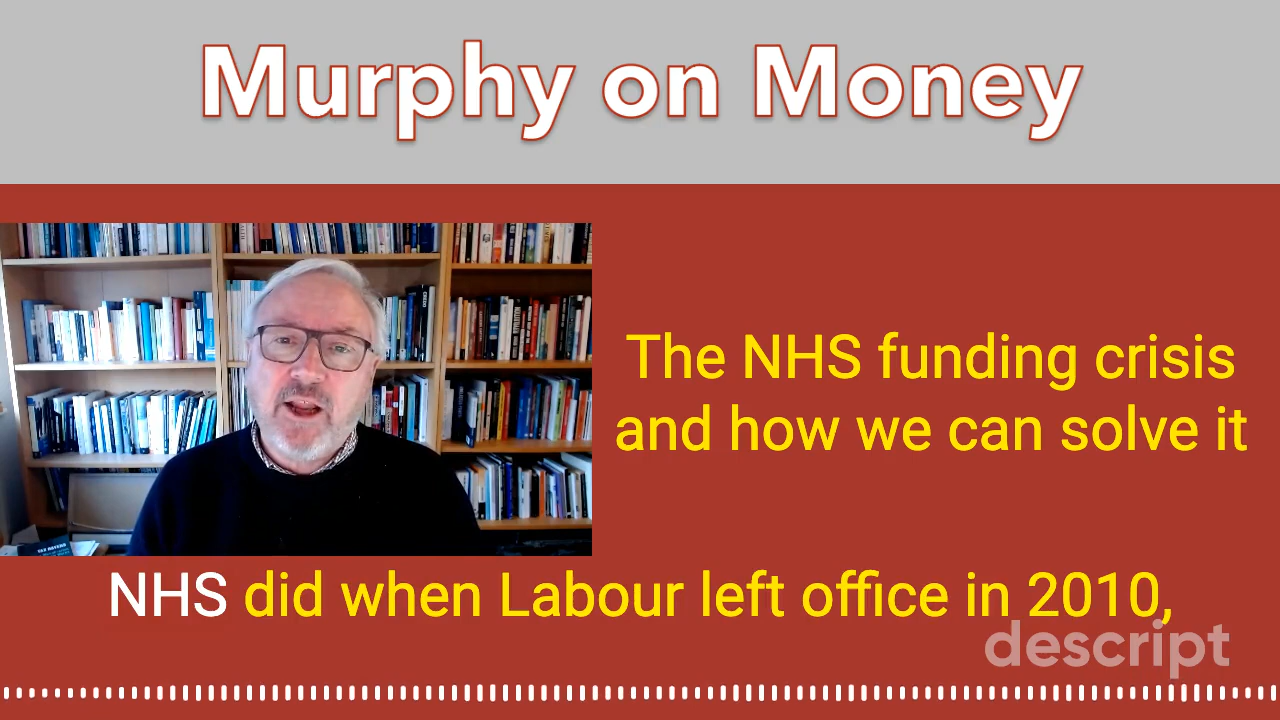 Murphy on Money
The NHS funding crisis
and how we can solve it
NHS did when Labour left office in 2010,
descript